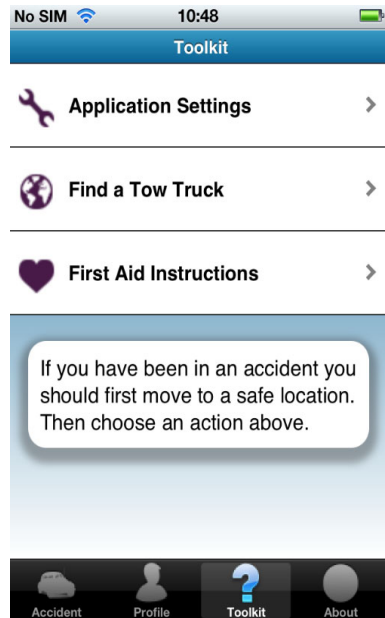 No SIM 10:48
Toolkit
Application Settings
Find a Tow Truck
First Aid Instructions
If you have been in an accident you
should first move to a safe location.
Then choose an action above.
Accident Profile Toolkit About